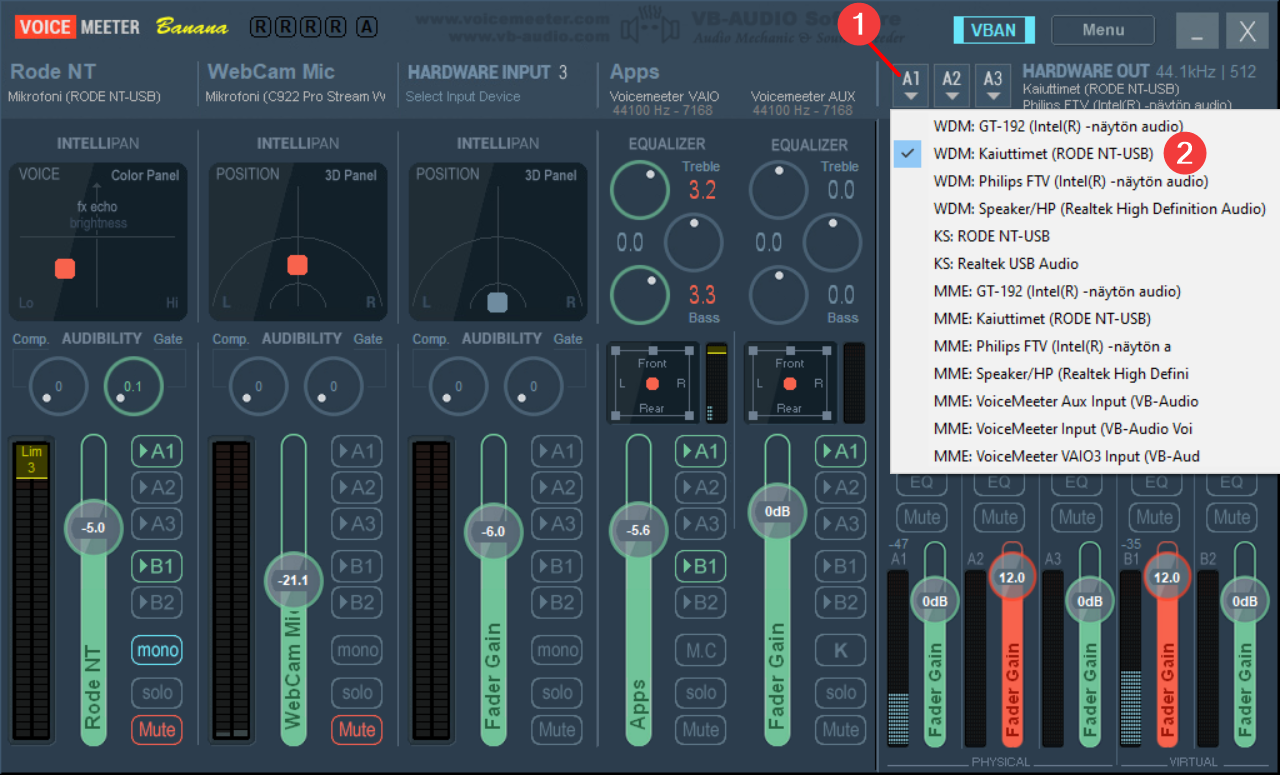 VOICE MEETER Banana R R R R A
www.voicemeeter.com
www.vb-audio.com
VB-AUDIO Software
1
VBAN
Menu
_
X
Rode NT
Mikrofoni (RODE NT-USB)
WebCam Mic
Mikrofoni (C922 Pro Stream W
HARDWARE INPUT 3
Select Input Device
Apps
Voicemeeter VAIO
44100 Hz - 7168
Voicemeeter AUX
44100 Hz - 7168
A1 A2 A3
HARDWARE OUT 44.1kHz | 512
Kaiuttimet (RODE NT-USB)
Philips FTV (Intel(R) -näytön audio)
WDM: GT-192 (Intel(R) -näytön audio)
WDM: Kaiuttimet (RODE NT-USB)
2
WDM: Philips FTV (Intel(R) -näytön audio)
WDM: Speaker/HP (Realtek High Definition Audio)
KS: RODE NT-USB
KS: Realtek USB Audio
MME: GT-192 (Intel(R) -näytön audio)
MME: Kaiuttimet (RODE NT-USB)
MME: Philips FTV (Intel(R) -näytön a
MME: Speaker/HP (Realtek High Defini
MME: VoiceMeeter Aux Input (VB-Audio
MME: VoiceMeeter Input (VB-Audio Voi
MME: VoiceMeeter VAIO3 Input (VB-Aud
INTELLIPAN
VOICE Color Panel
fx echo
brightness
Lo Hi
INTELLIPAN
POSITION 3D Panel
L R
INTELLIPAN
POSITION 3D Panel
L R
EQUALIZER
Treble
3.2
0.0
3.3
Bass
EQUALIZER
Treble
0.0
0.0
0.0
Bass
Comp. AUDIBILITY Gate
0 0.1
Comp. AUDIBILITY Gate
0 0
Comp. AUDIBILITY Gate
0 0
Front
L R
Rear
Front
L R
Rear
Lim
3
-5.0
Rode NT
A1
A2
A3
B1
B2
mono
solo
Mute
-21.1
WebCam Mic
A1
A2
A3
B1
B2
mono
solo
Mute
-6.0
Fader Gain
A1
A2
A3
B1
B2
mono
solo
Mute
-5.6
Apps
A1
A2
A3
B1
B2
M.C
solo
Mute
0dB
Fader Gain
A1
A2
A3
B1
B2
K
solo
Mute
EQ EQ EQ EQ EQ
Mute Mute Mute Mute Mute
-47
A1
0dB
Fader Gain
A2
12.0
Fader Gain
A3
0dB
Fader Gain
-35
B1
12.0
Fader Gain
B2
0dB
Fader Gain
PHYSICAL
VIRTUAL